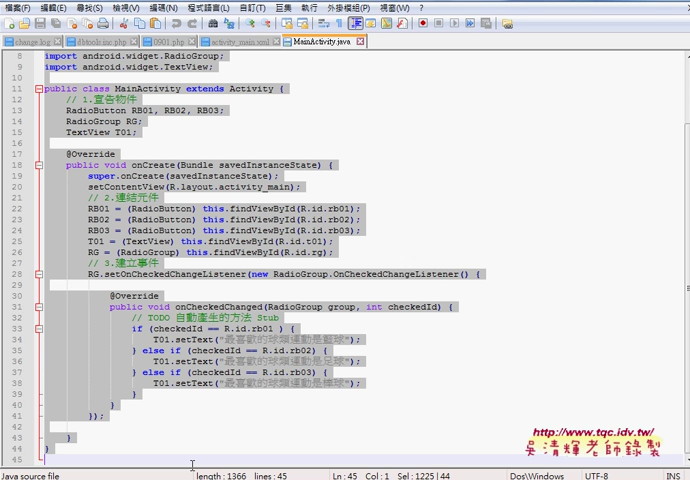 檔案(F) 編輯(E) 尋找(S) 檢視(V) 編碼(N) 程式語言(L) 自訂(T) 巨集 執行 外掛模組(P) 視窗(W) ?
change.log dbtools.inc.php 0901.php activity_main.xml MainActivity.java
8 import android.widget.RadioGroup;
9 import android.widget.TextView;
10
11 public class MainActivity extends Activity {
12 // 1.宣告物件
13 RadioButton RB01, RB02, RB03;
14 RadioGroup RG;
15 TextView T01;
16
17 @Override
18 public void onCreate(Bundle savedInstanceState) {
19 super.onCreate(savedInstanceState);
20 setContentView(R.layout.activity_main);
21 // 2.連結元件
22 RB01 = (RadioButton) this.findViewById(R.id.rb01);
23 RB02 = (RadioButton) this.findViewById(R.id.rb02);
24 RB03 = (RadioButton) this.findViewById(R.id.rb03);
25 T01 = (TextView) this.findViewById(R.id.t01);
26 RG = (RadioGroup) this.findViewById(R.id.rg);
27 // 3.建立事件
28 RG.setOnCheckedChangeListener(new RadioGroup.OnCheckedChangeListener() {
29
30 @Override
31 public void onCheckedChanged(RadioGroup group, int checkedId) {
32 // TODO 自動產生的方法 Stub
33 if (checkedId == R.id.rb01 ) {
34 T01.setText("最喜歡的球類運動是籃球");
35 } else if (checkedId == R.id.rb02) {
36 T01.setText("最喜歡的球類運動是足球");
37 } else if (checkedId == R.id.rb03) {
38 T01.setText("最喜歡的球類運動是棒球");
39 }
40 }
41 });
42
43 }
44 }
45
http://www.tqc.idv.tw/
吳清輝老師錄製
Java source file length : 1366 lines : 45 Ln : 45 Col : 1 Sel : 1225 | 44 Dos\Windows UTF-8 INS